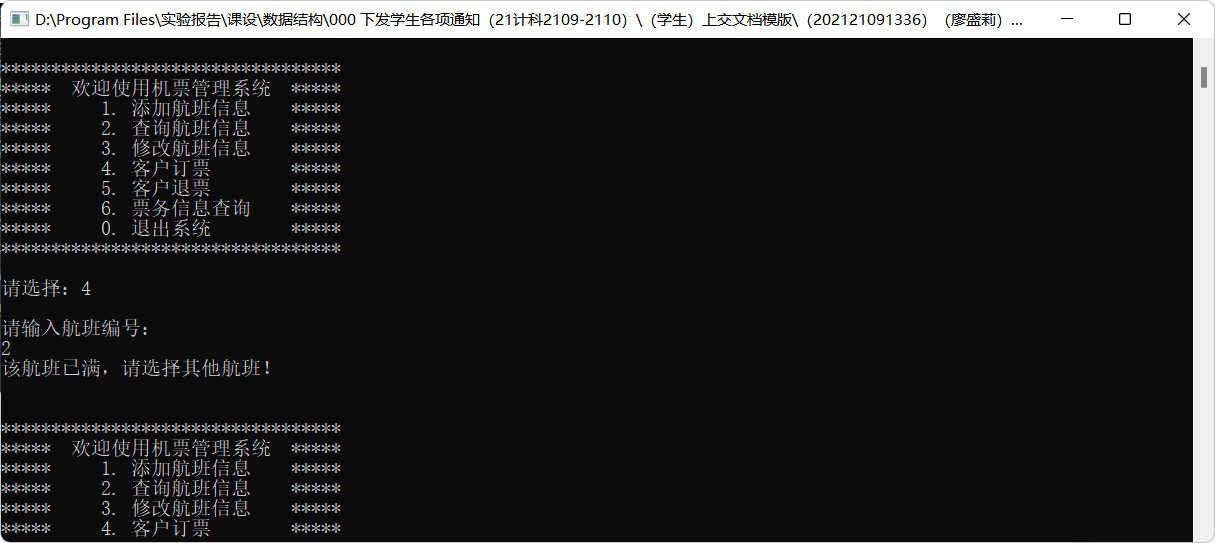 D:\Program Files\实验报告\课设\数据结构\000 下发学生各项通知（21计科2109-2110）\（学生）上交文档模版\（202121091336）（廖盛莉）...
**********************************
*****  欢迎使用机票管理系统  *****
*****     1. 添加航班信息    *****
*****     2. 查询航班信息    *****
*****     3. 修改航班信息    *****
*****     4. 客户订票        *****
*****     5. 客户退票        *****
*****     6. 票务信息查询    *****
*****     0. 退出系统        *****
**********************************
请选择：4
请输入航班编号：
2
该航班已满，请选择其他航班！
**********************************
*****  欢迎使用机票管理系统  *****
*****     1. 添加航班信息    *****
*****     2. 查询航班信息    *****
*****     3. 修改航班信息    *****
*****     4. 客户订票        *****